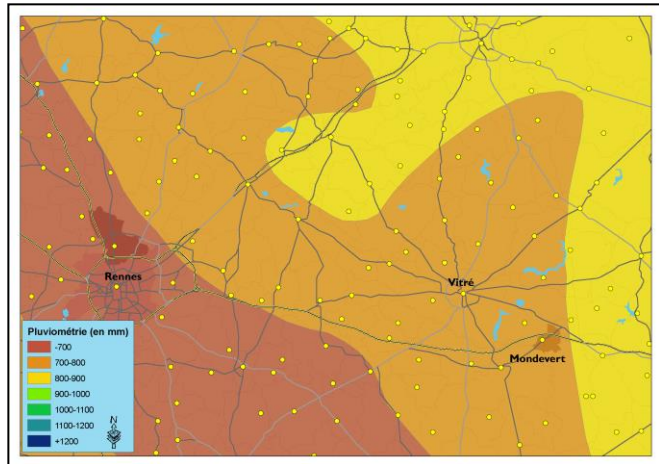 Rennes
Vitré
Mondevert
Pluviométrie (en mm)
-700
700-800
800-900
900-1000
1000-1100
1100-1200
+1200
N